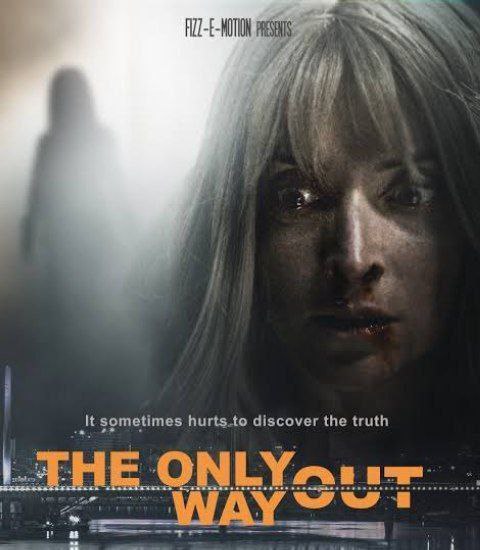 FIZZ-E-MOTION PRESENTS
It sometimes hurts to discover the truth
THE ONLY
WAY OUT